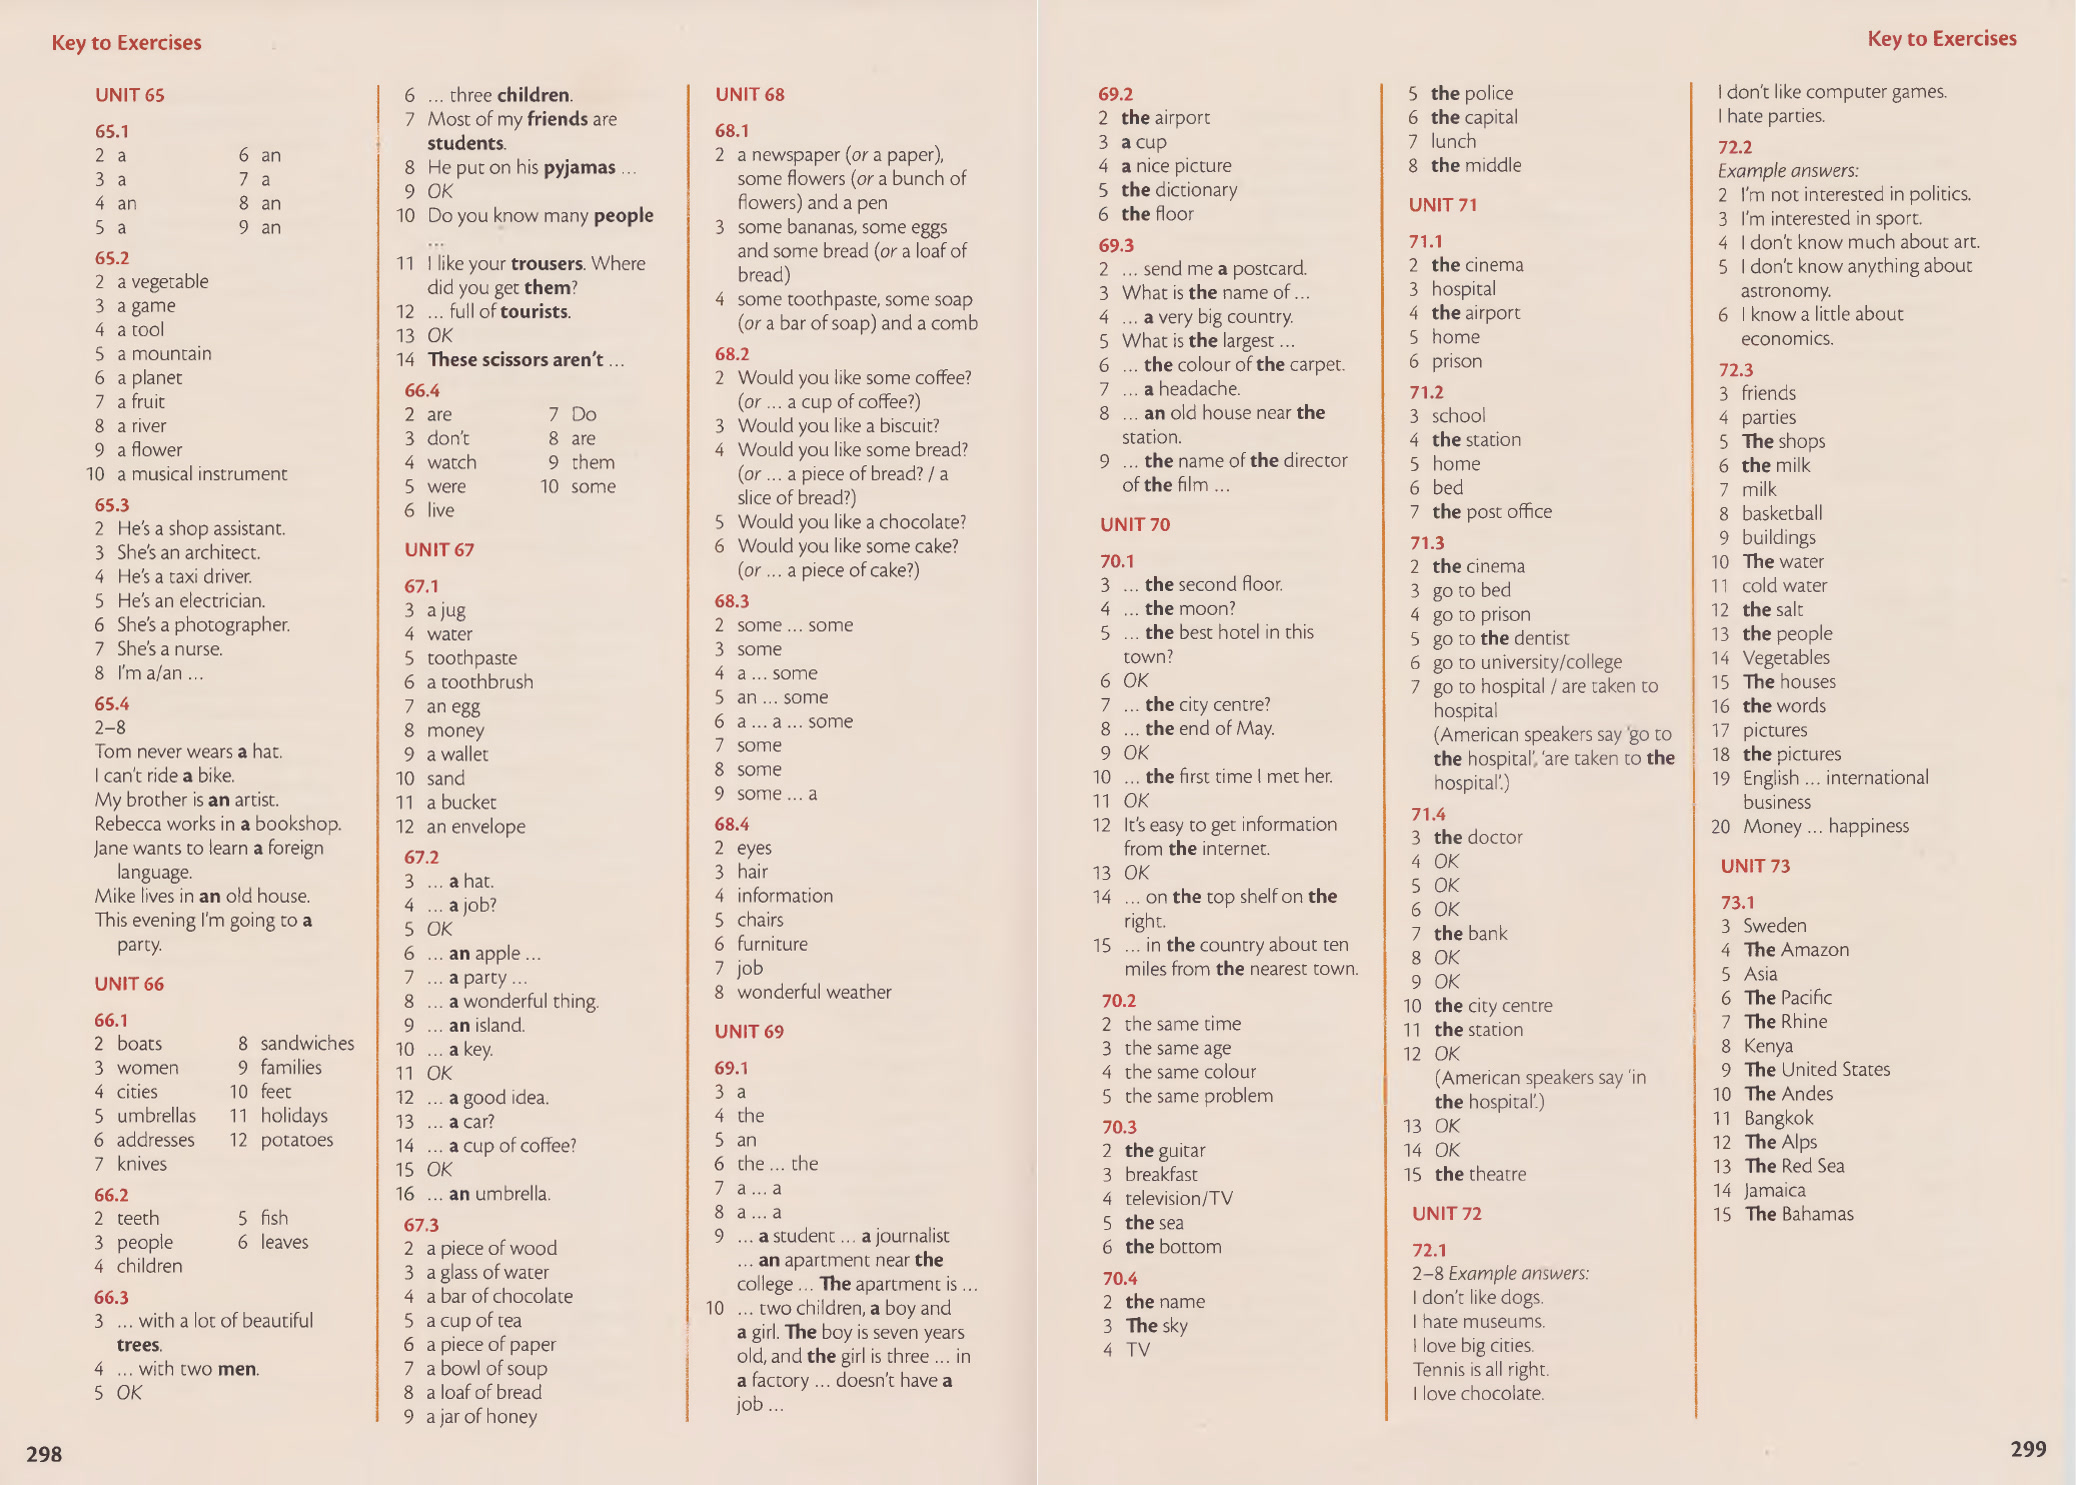 Key to Exercises
UNIT 65
65.1
2 a 6 an
3 a 7 a
4 an 8 an
5 a 9 an
65.2
2 a vegetable
3 a game
4 a tool
5 a mountain
6 a planet
7 a fruit
8 a river
9 a flower
10 a musical instrument
65.3
2 He's a shop assistant.
3 She's an architect.
4 He's a taxi driver.
5 He's an electrician.
6 She's a photographer.
7 She's a nurse.
8 I'm a/an ...
65.4
2–8
Tom never wears a hat.
I can't ride a bike.
My brother is an artist.
Rebecca works in a bookshop.
Jane wants to learn a foreign
language.
Mike lives in an old house.
This evening I'm going to a
party.
UNIT 66
66.1
2 boats 8 sandwiches
3 women 9 families
4 cities 10 feet
5 umbrellas 11 holidays
6 addresses 12 potatoes
7 knives
66.2
2 teeth 5 fish
3 people 6 leaves
4 children
66.3
3 ... with a lot of beautiful
trees.
4 ... with two men.
5 OK
6 ... three children.
7 Most of my friends are
students.
8 He put on his pyjamas ...
9 OK
10 Do you know many people
...
11 I like your trousers. Where
did you get them?
12 ... full of tourists.
13 OK
14 These scissors aren't ...
66.4
2 are 7 Do
3 don't 8 are
4 watch 9 them
5 were 10 some
6 live
UNIT 67
67.1
3 a jug
4 water
5 toothpaste
6 a toothbrush
7 an egg
8 money
9 a wallet
10 sand
11 a bucket
12 an envelope
67.2
3 ... a hat.
4 ... a job?
5 OK
6 ... an apple ...
7 ... a party ...
8 ... a wonderful thing.
9 ... an island.
10 ... a key.
11 OK
12 ... a good idea.
13 ... a car?
14 ... a cup of coffee?
15 OK
16 ... an umbrella.
67.3
2 a piece of wood
3 a glass of water
4 a bar of chocolate
5 a cup of tea
6 a piece of paper
7 a bowl of soup
8 a loaf of bread
9 a jar of honey
UNIT 68
68.1
2 a newspaper (or a paper),
some flowers (or a bunch of
flowers) and a pen
3 some bananas, some eggs
and some bread (or a loaf of
bread)
4 some toothpaste, some soap
(or a bar of soap) and a comb
68.2
2 Would you like some coffee?
(or ... a cup of coffee?)
3 Would you like a biscuit?
4 Would you like some bread?
(or ... a piece of bread? / a
slice of bread?)
5 Would you like a chocolate?
6 Would you like some cake?
(or ... a piece of cake?)
68.3
2 some ... some
3 some
4 a ... some
5 an ... some
6 a ... a ... some
7 some
8 some
9 some ... a
68.4
2 eyes
3 hair
4 information
5 chairs
6 furniture
7 job
8 wonderful weather
UNIT 69
69.1
3 a
4 the
5 an
6 the ... the
7 a ... a
8 a ... a
9 ... a student ... a journalist
... an apartment near the
college ... The apartment is ...
10 ... two children, a boy and
a girl. The boy is seven years
old, and the girl is three ... in
a factory ... doesn't have a
job ...
298
Key to Exercises
69.2
2 the airport
3 a cup
4 a nice picture
5 the dictionary
6 the floor
69.3
2 ... send me a postcard.
3 What is the name of ...
4 ... a very big country.
5 What is the largest ...
6 ... the colour of the carpet.
7 ... a headache.
8 ... an old house near the
station.
9 ... the name of the director
of the film ...
UNIT 70
70.1
3 ... the second floor.
4 ... the moon?
5 ... the best hotel in this
town?
6 OK
7 ... the city centre?
8 ... the end of May.
9 OK
10 ... the first time I met her.
11 OK
12 It's easy to get information
from the internet.
13 OK
14 ... on the top shelf on the
right.
15 ... in the country about ten
miles from the nearest town.
70.2
2 the same time
3 the same age
4 the same colour
5 the same problem
70.3
2 the guitar
3 breakfast
4 television/TV
5 the sea
6 the bottom
70.4
2 the name
3 The sky
4 TV
5 the police
6 the capital
7 lunch
8 the middle
UNIT 71
71.1
2 the cinema
3 hospital
4 the airport
5 home
6 prison
71.2
3 school
4 the station
5 home
6 bed
7 the post office
71.3
2 the cinema
3 go to bed
4 go to prison
5 go to the dentist
6 go to university/college
7 go to hospital / are taken to
hospital
(American speakers say 'go to
the hospital', 'are taken to the
hospital'.)
71.4
3 the doctor
4 OK
5 OK
6 OK
7 the bank
8 OK
9 OK
10 the city centre
11 the station
12 OK
(American speakers say 'in
the hospital'.)
13 OK
14 OK
15 the theatre
UNIT 72
72.1
2–8 Example answers:
I don't like dogs.
I hate museums.
I love big cities.
Tennis is all right.
I love chocolate.
I don't like computer games.
I hate parties.
72.2
Example answers:
2 I'm not interested in politics.
3 I'm interested in sport.
4 I don't know much about art.
5 I don't know anything about
astronomy.
6 I know a little about
economics.
72.3
3 friends
4 parties
5 The shops
6 the milk
7 milk
8 basketball
9 buildings
10 The water
11 cold water
12 the salt
13 the people
14 Vegetables
15 The houses
16 the words
17 pictures
18 the pictures
19 English ... international
business
20 Money ... happiness
UNIT 73
73.1
3 Sweden
4 The Amazon
5 Asia
6 The Pacific
7 The Rhine
8 Kenya
9 The United States
10 The Andes
11 Bangkok
12 The Alps
13 The Red Sea
14 Jamaica
15 The Bahamas
299